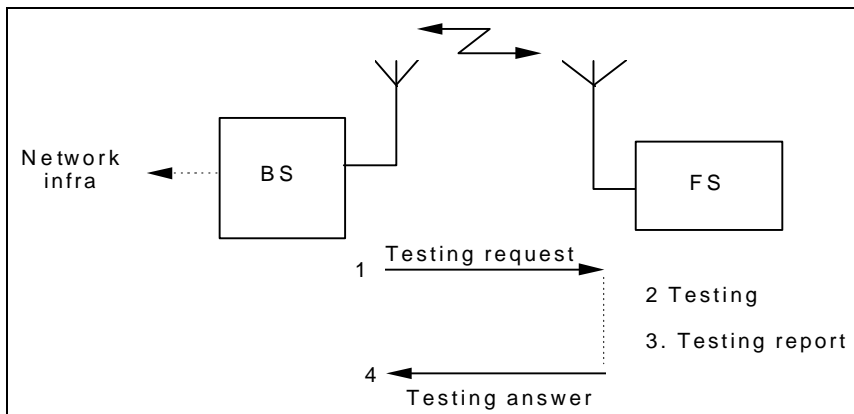 Network
infra
BS
FS
1 Testing request
2 Testing
3. Testing report
4
Testing answer